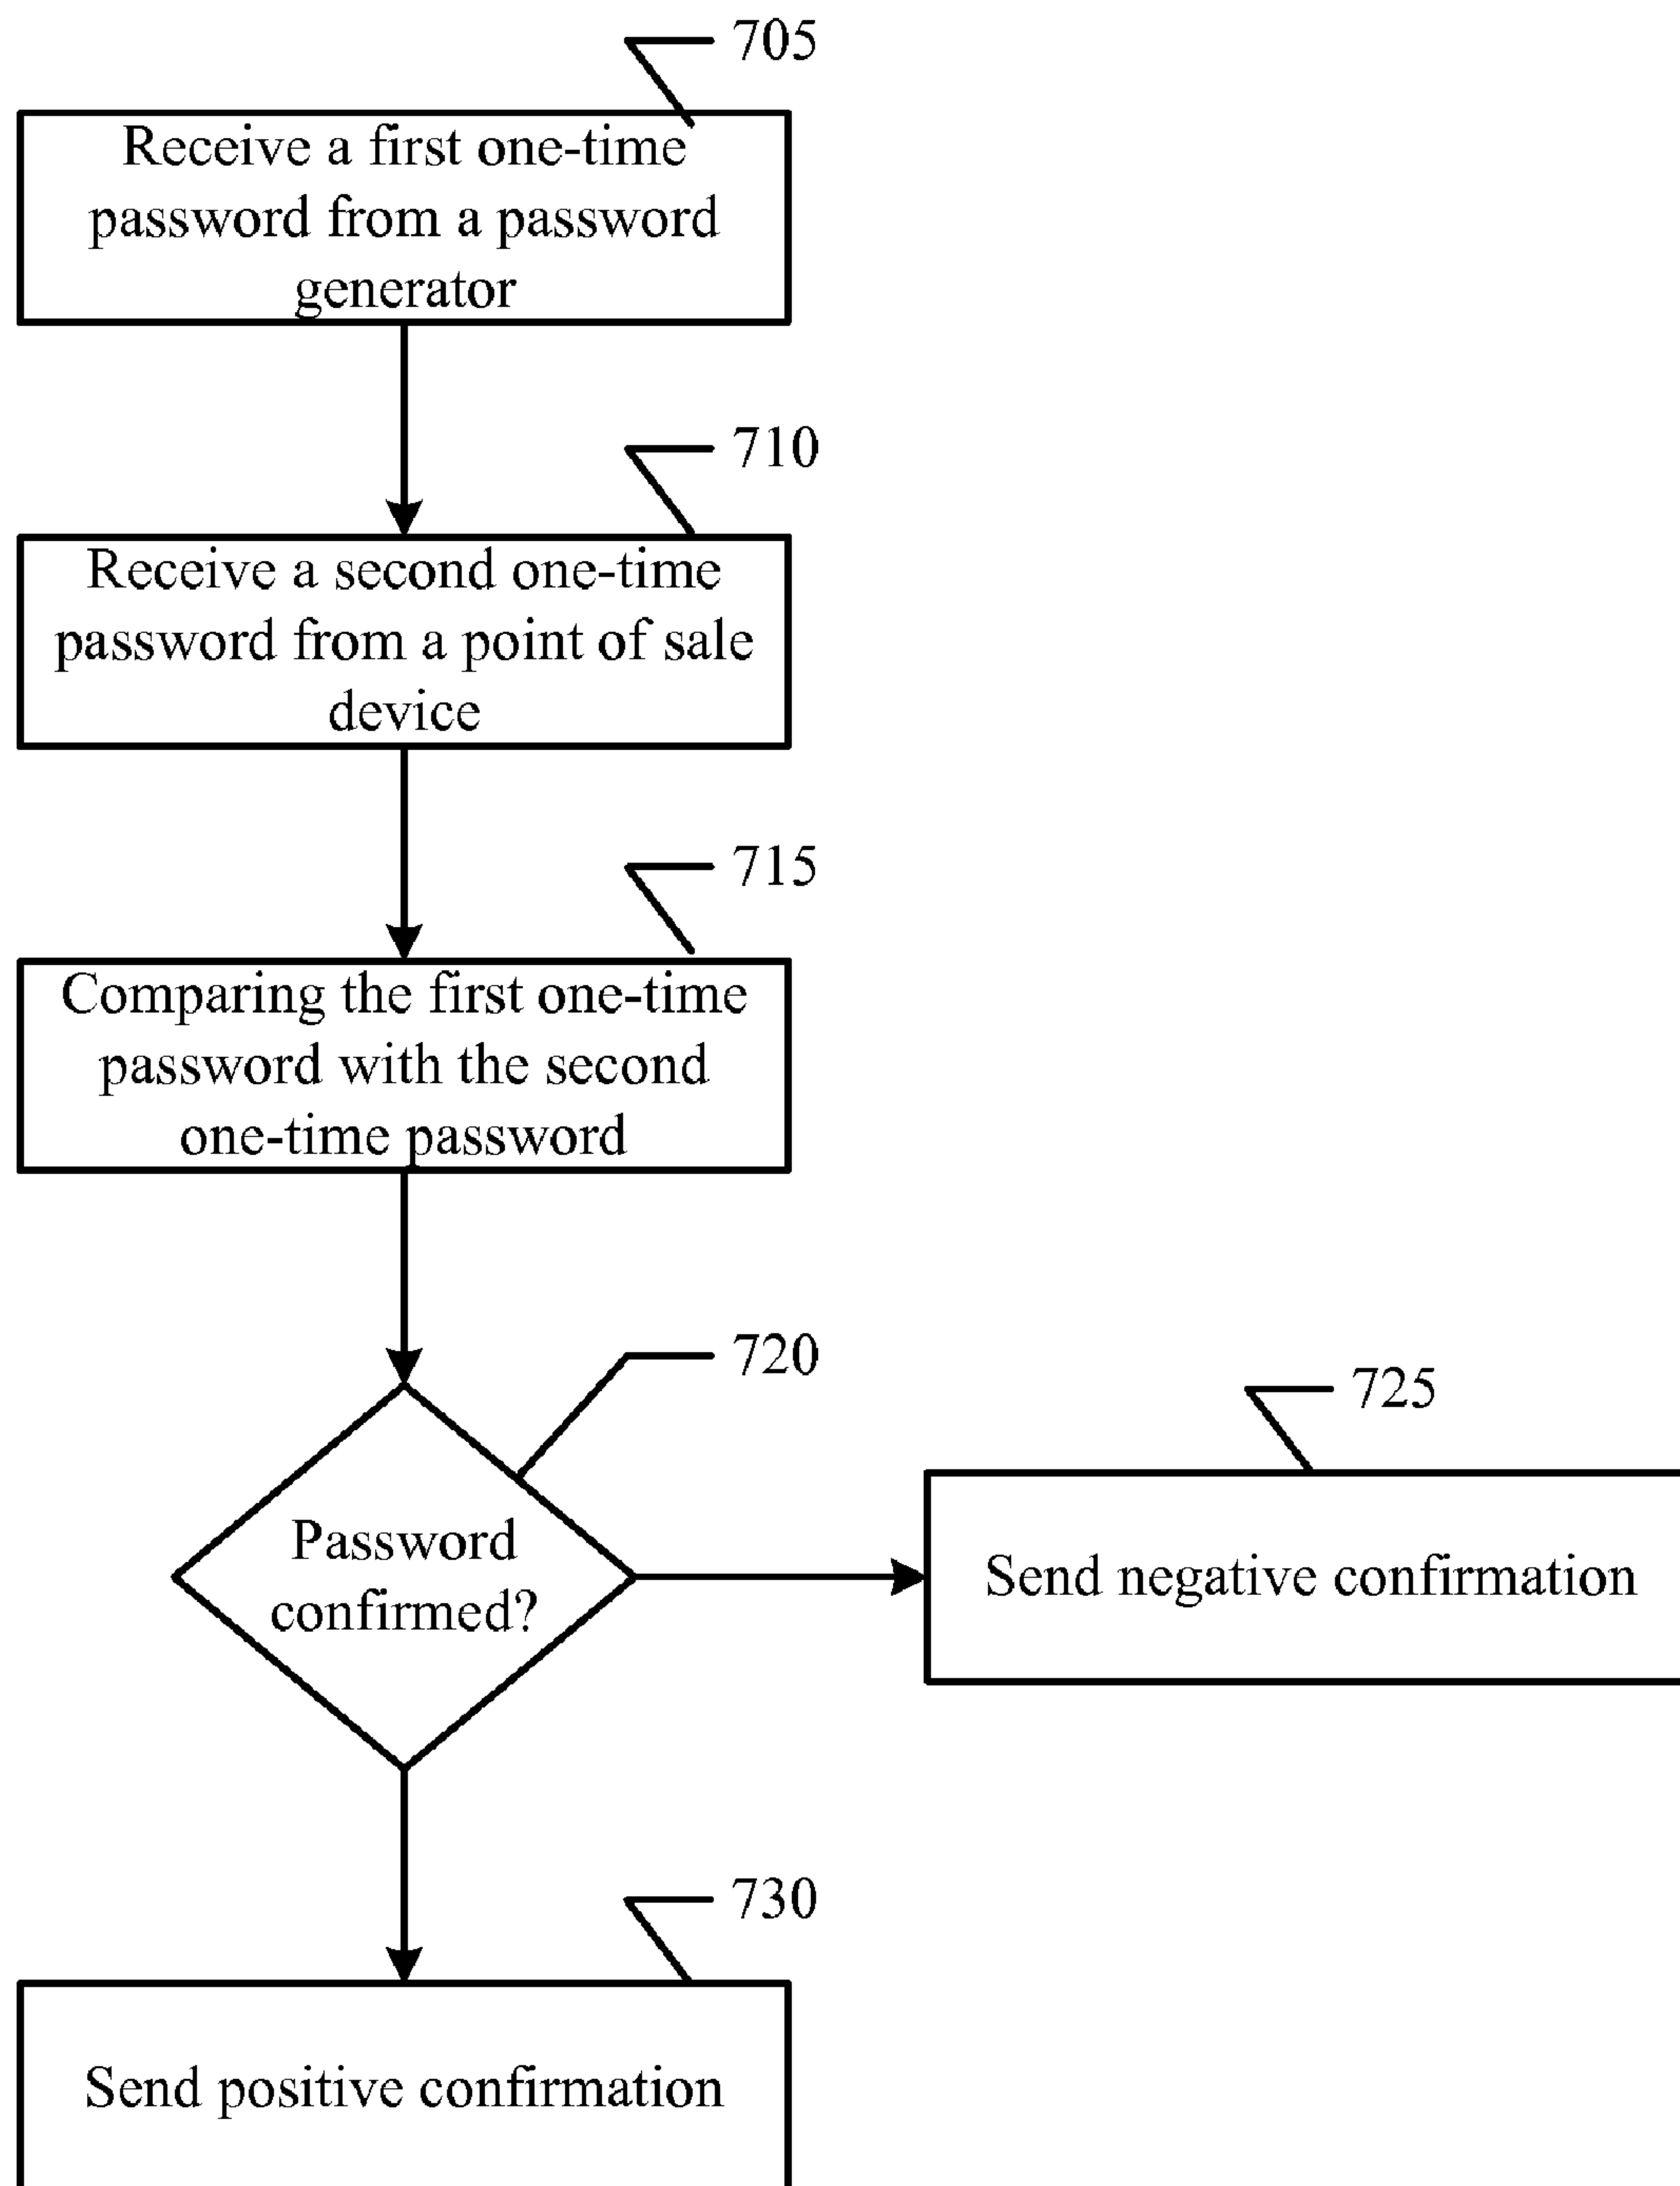 705
Receive a first one-time
password from a password
generator
710
Receive a second one-time
password from a point of sale
device
715
Comparing the first one-time
password with the second
one-time password
720
Password
confirmed?
725
Send negative confirmation
730
Send positive confirmation